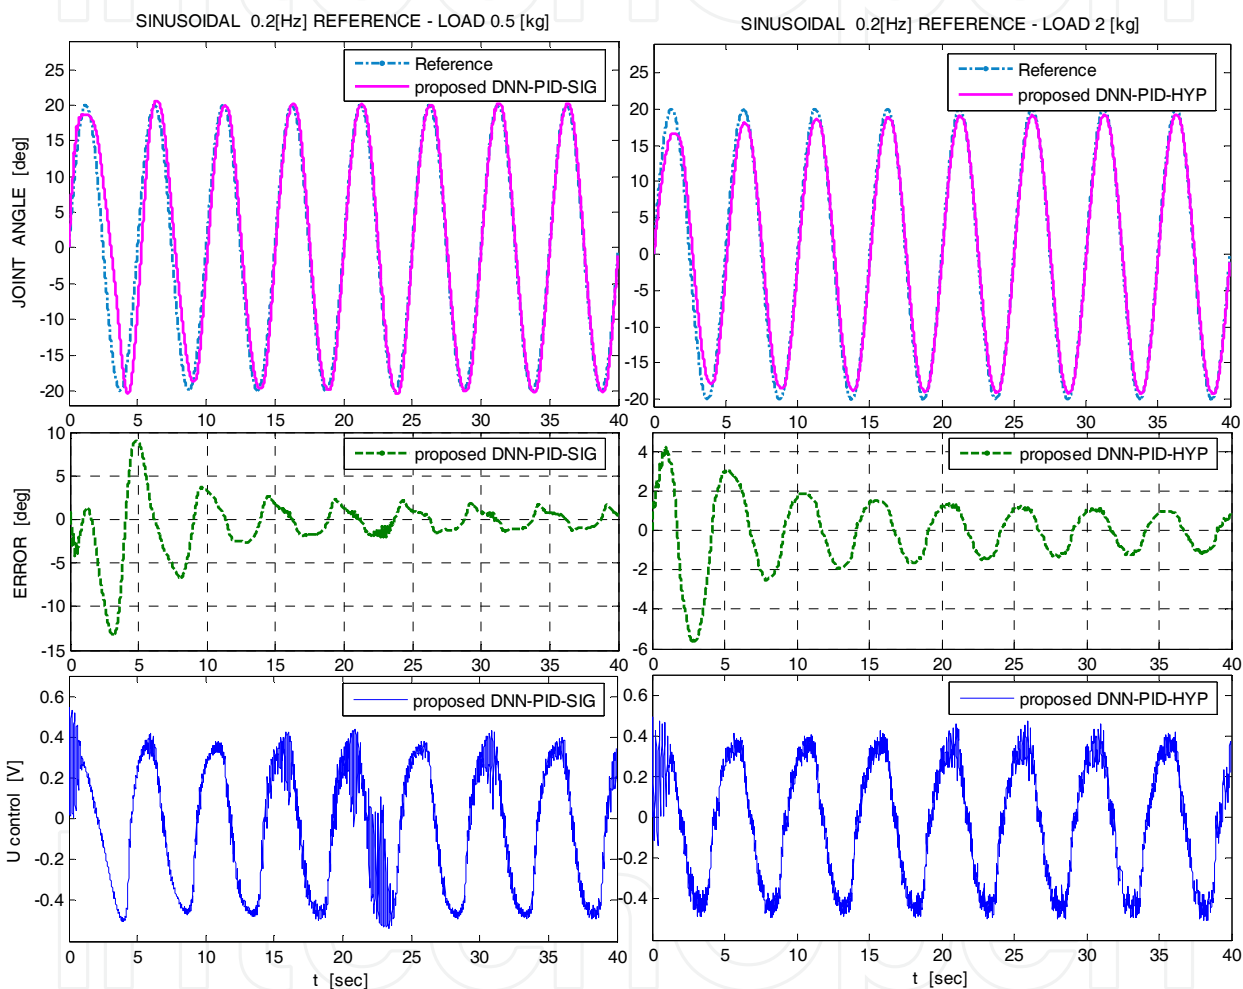 SINUSOIDAL 0.2[Hz] REFERENCE - LOAD 0.5 [kg]
25
20
15
10
5
0
-5
-10
-15
-20
JOINT ANGLE [deg]
Reference
proposed DNN-PID-SIG
0 5 10 15 20 25 30 35 40
SINUSOIDAL 0.2[Hz] REFERENCE - LOAD 2 [kg]
25
20
15
10
5
0
-5
-10
-15
-20
Reference
proposed DNN-PID-HYP
0 5 10 15 20 25 30 35 40
10
5
0
-5
-10
-15
ERROR [deg]
proposed DNN-PID-SIG
0 5 10 15 20 25 30 35 40
4
2
0
-2
-4
-6
proposed DNN-PID-HYP
0 5 10 15 20 25 30 35 40
0.6
0.4
0.2
0
-0.2
-0.4
U control [V]
proposed DNN-PID-SIG
0 5 10 15 20 25 30 35 40
t [sec]
0.6
0.4
0.2
0
-0.2
-0.4
proposed DNN-PID-HYP
0 5 10 15 20 25 30 35 40
t [sec]